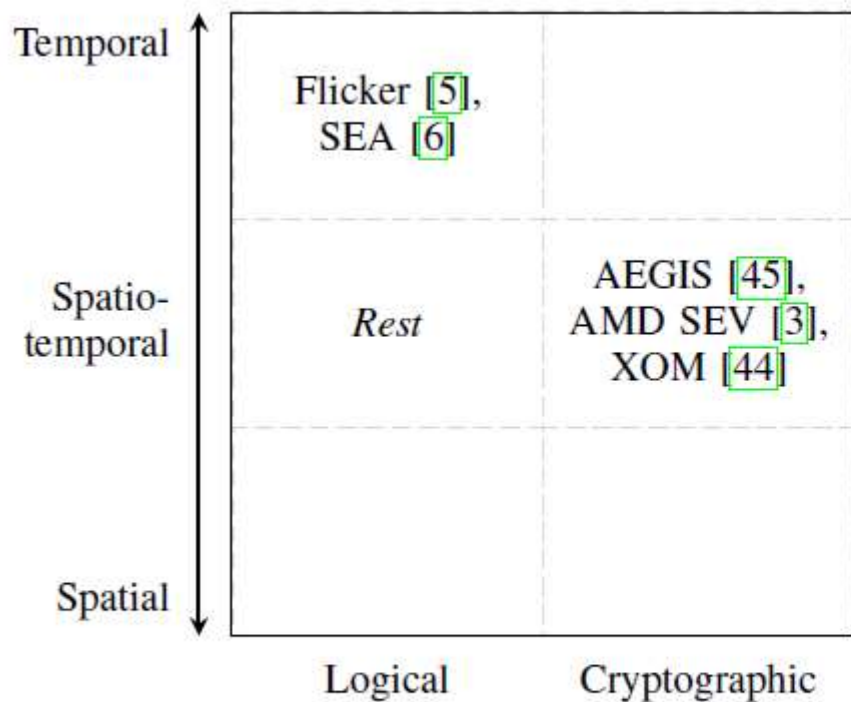 Temporal
Flicker [5],
SEA [6]
Spatio-
temporal
Rest
AEGIS [45],
AMD SEV [3],
XOM [44]
Spatial
Logical
Cryptographic